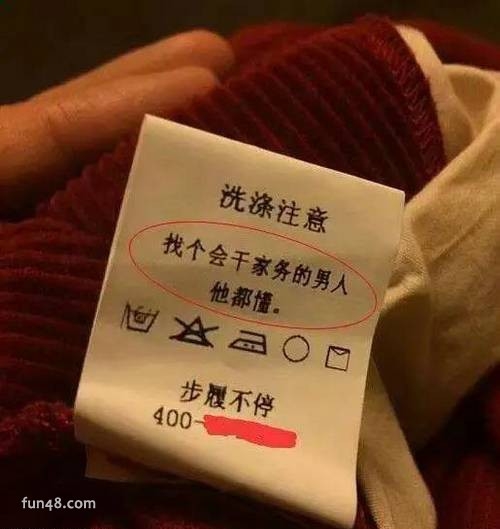 洗涤注意
找个会干家务的男人
他都懂。
步履不停
400-
fun48.com